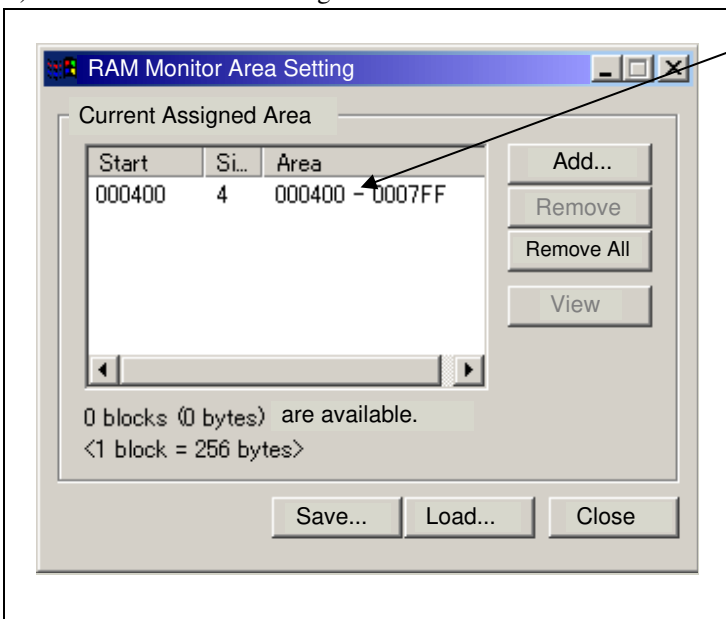 RAM Monitor Area Setting
Current Assigned Area
Start Si... Area
000400 4 000400 - 0007FF
Add...
Remove
Remove All
View
0 blocks (0 bytes) are available.
<1 block = 256 bytes>
Save... Load... Close